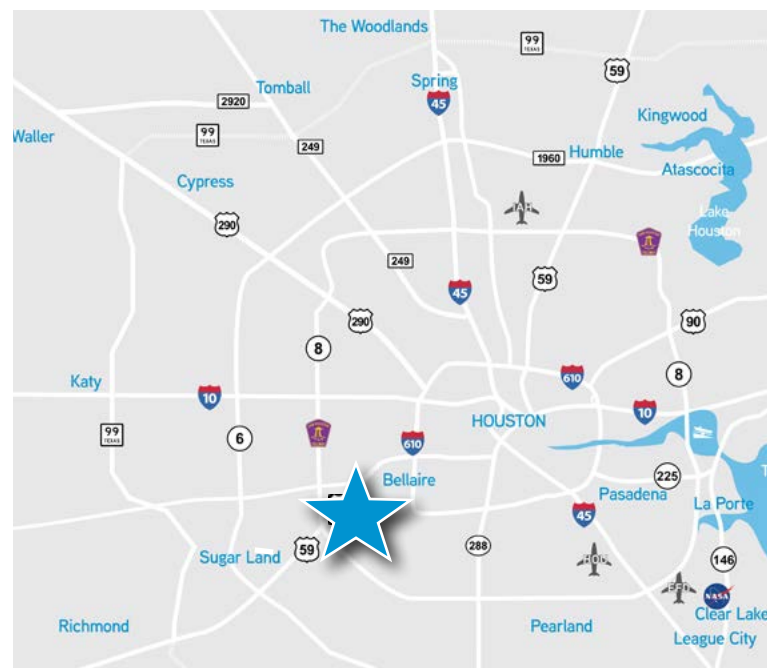 The Woodlands
99
TEXAS
59
Tomball
Spring
2920
45
Kingwood
99
TEXAS
Waller
249
1960
Humble
Atascocita
Cypress
IAH
Lake
Houston
290
249
59
45
290
90
8
610
8
Katy
10
10
HOUSTON
99
TEXAS
6
610
Bellaire
225
Pasadena
La Porte
45
59
Sugar Land
288
HOU
146
EFD
NASA
Clear Lake
Richmond
Pearland
League City